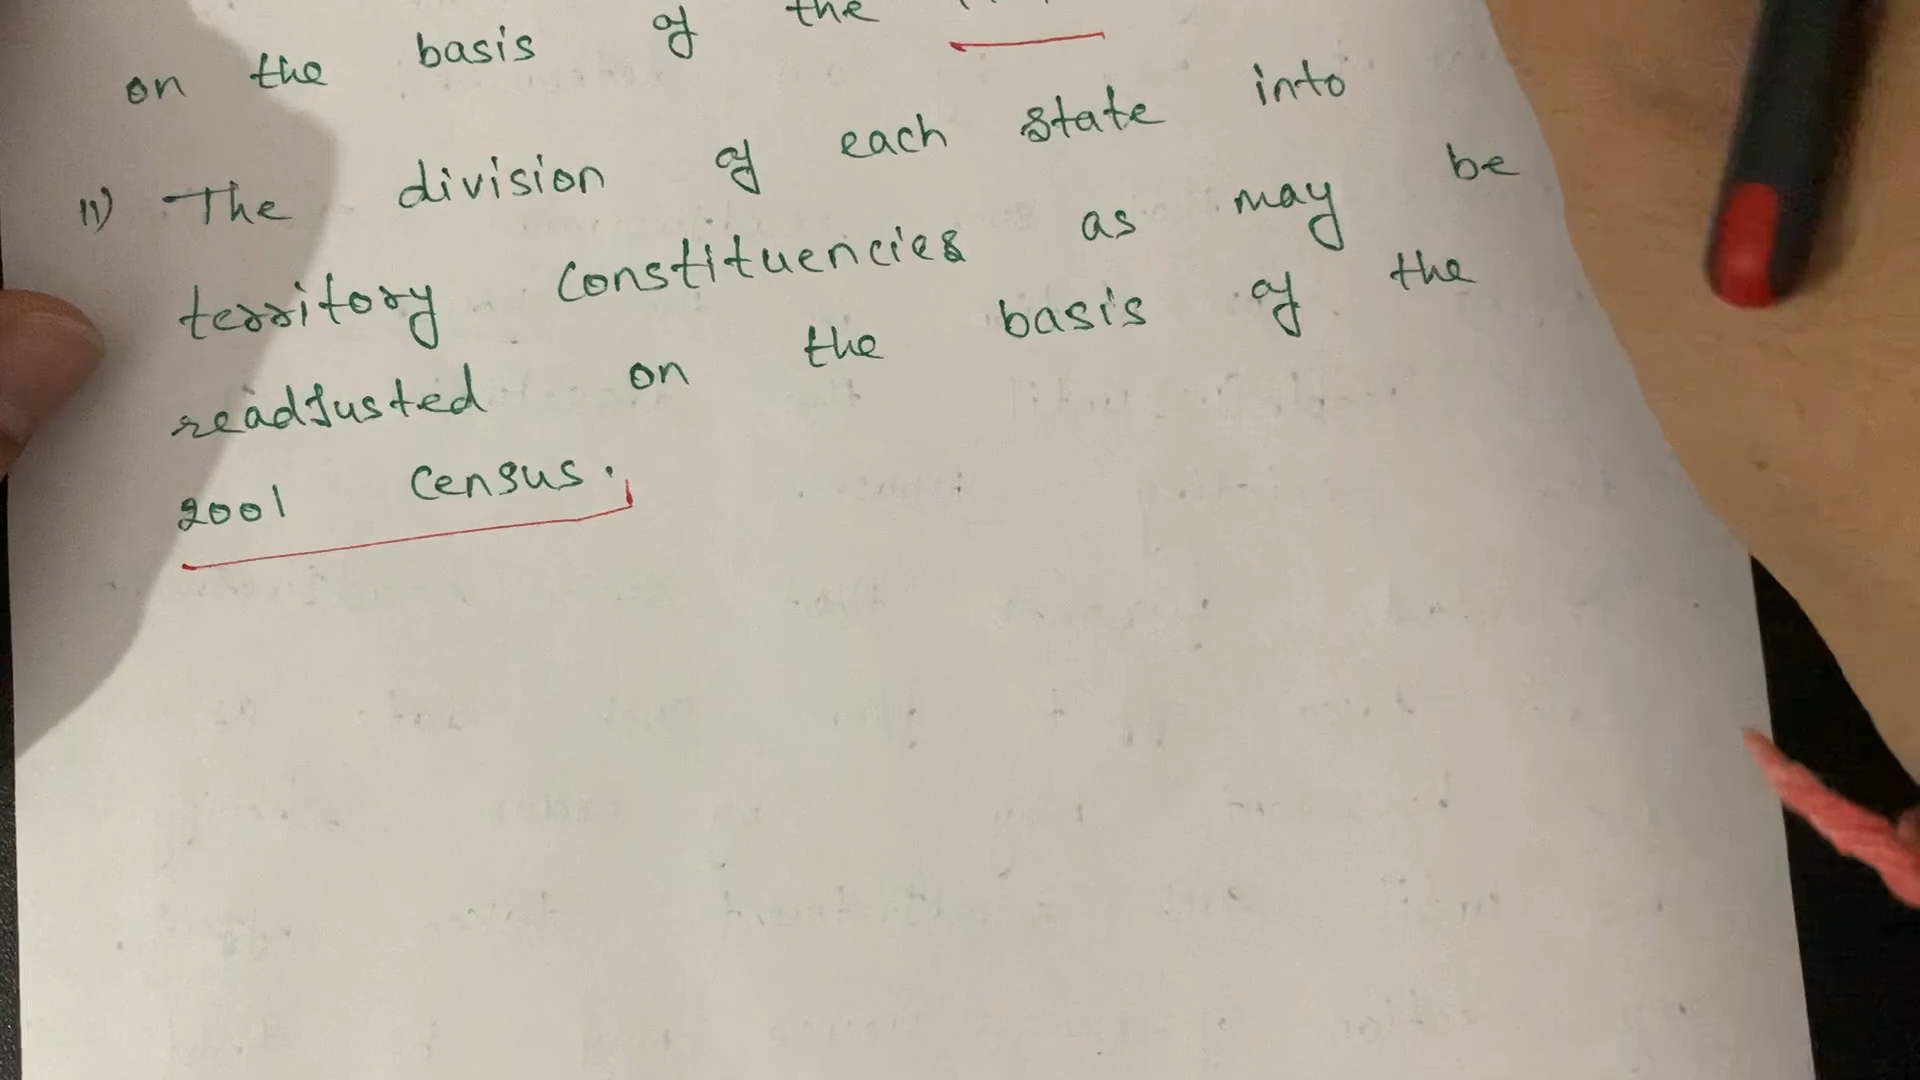 on the basis of the
11) The division of each state into
territory constituencies as may be
readjusted on the basis of the
2001 census.